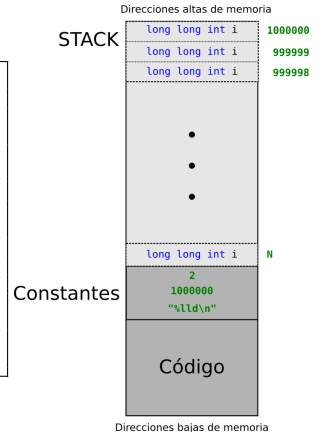 Direcciones altas de memoria
STACK
long long int i 1000000
long long int i 999999
long long int i 999998
long long int i N
Constantes
2
1000000
"%lld\n"
Código
Direcciones bajas de memoria